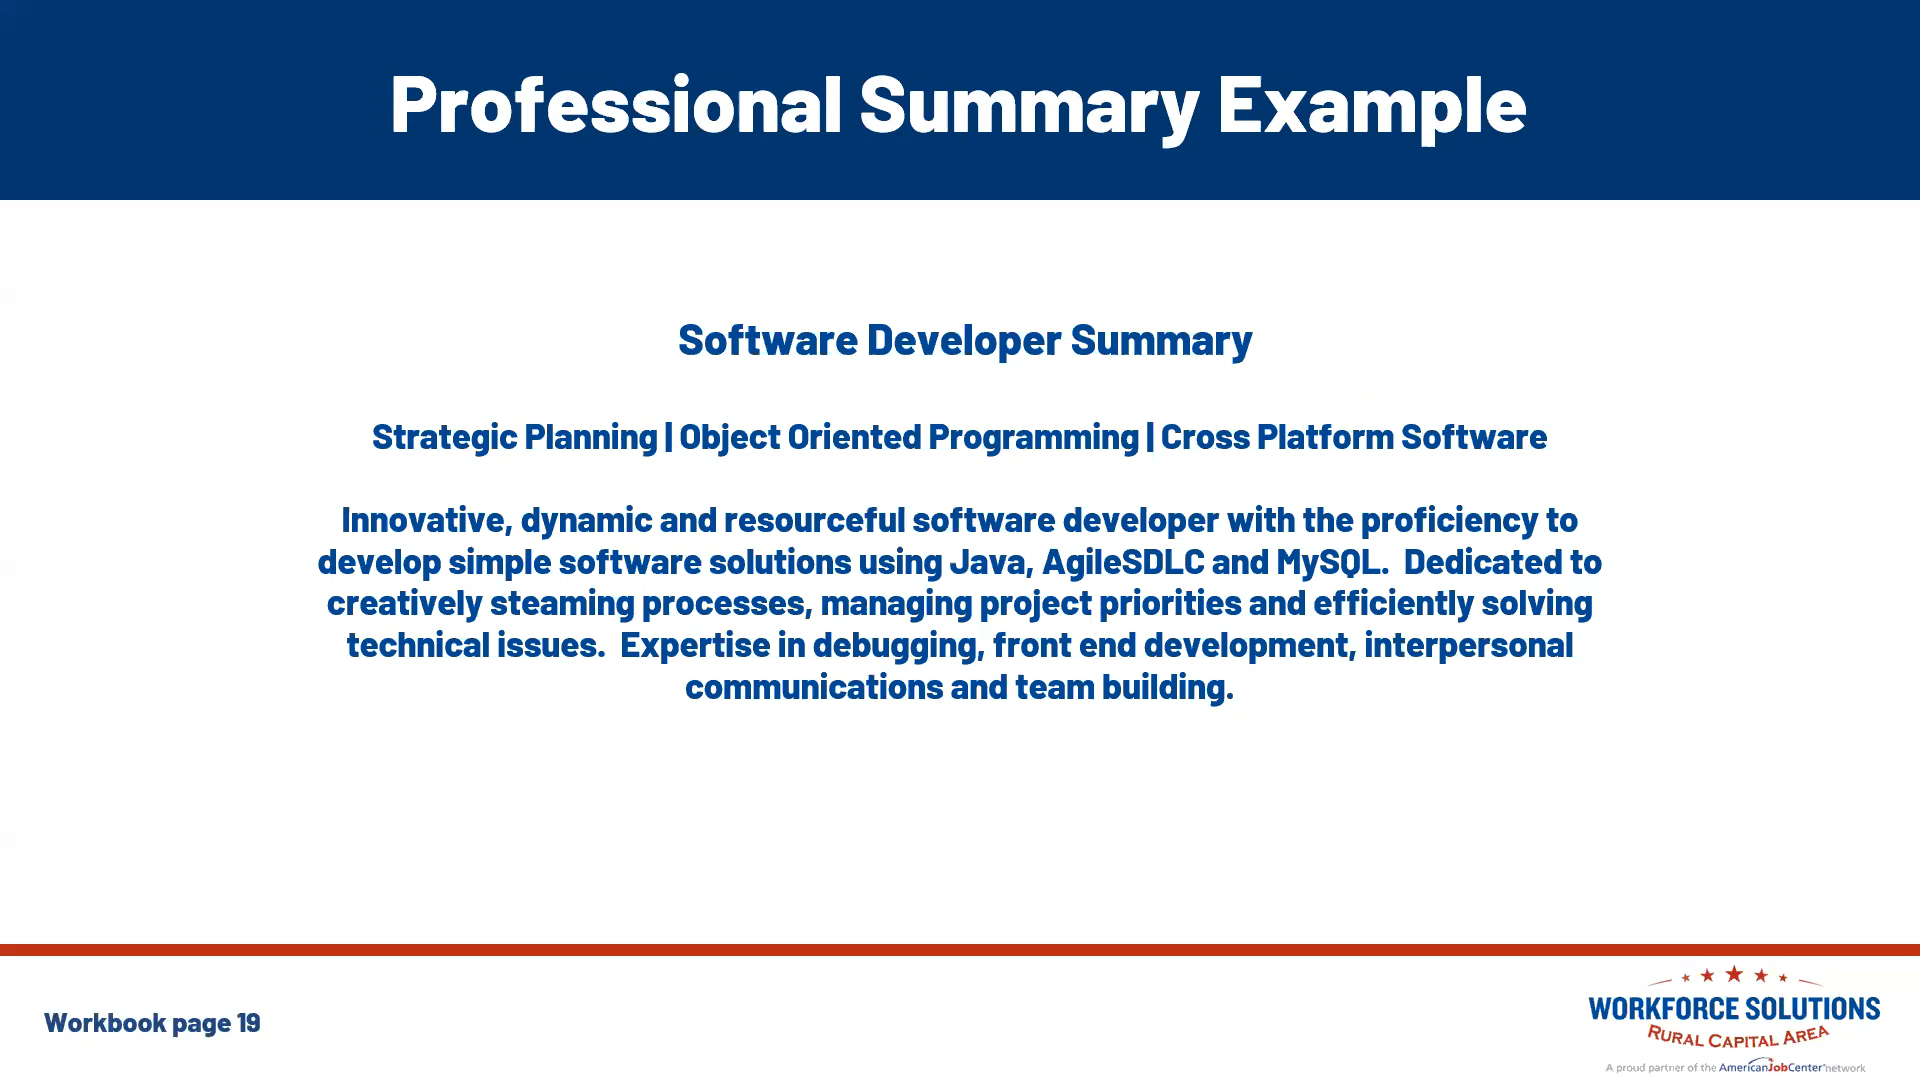 Professional Summary Example
Software Developer Summary
Strategic Planning | Object Oriented Programming | Cross Platform Software
Innovative, dynamic and resourceful software developer with the proficiency to
develop simple software solutions using Java, AgileSDLC and MySQL.  Dedicated to
creatively steaming processes, managing project priorities and efficiently solving
technical issues.  Expertise in debugging, front end development, interpersonal
communications and team building.
Workbook page 19
WORKFORCE SOLUTIONS
RURAL CAPITAL AREA
A proud partner of the AmericanJobCenter network